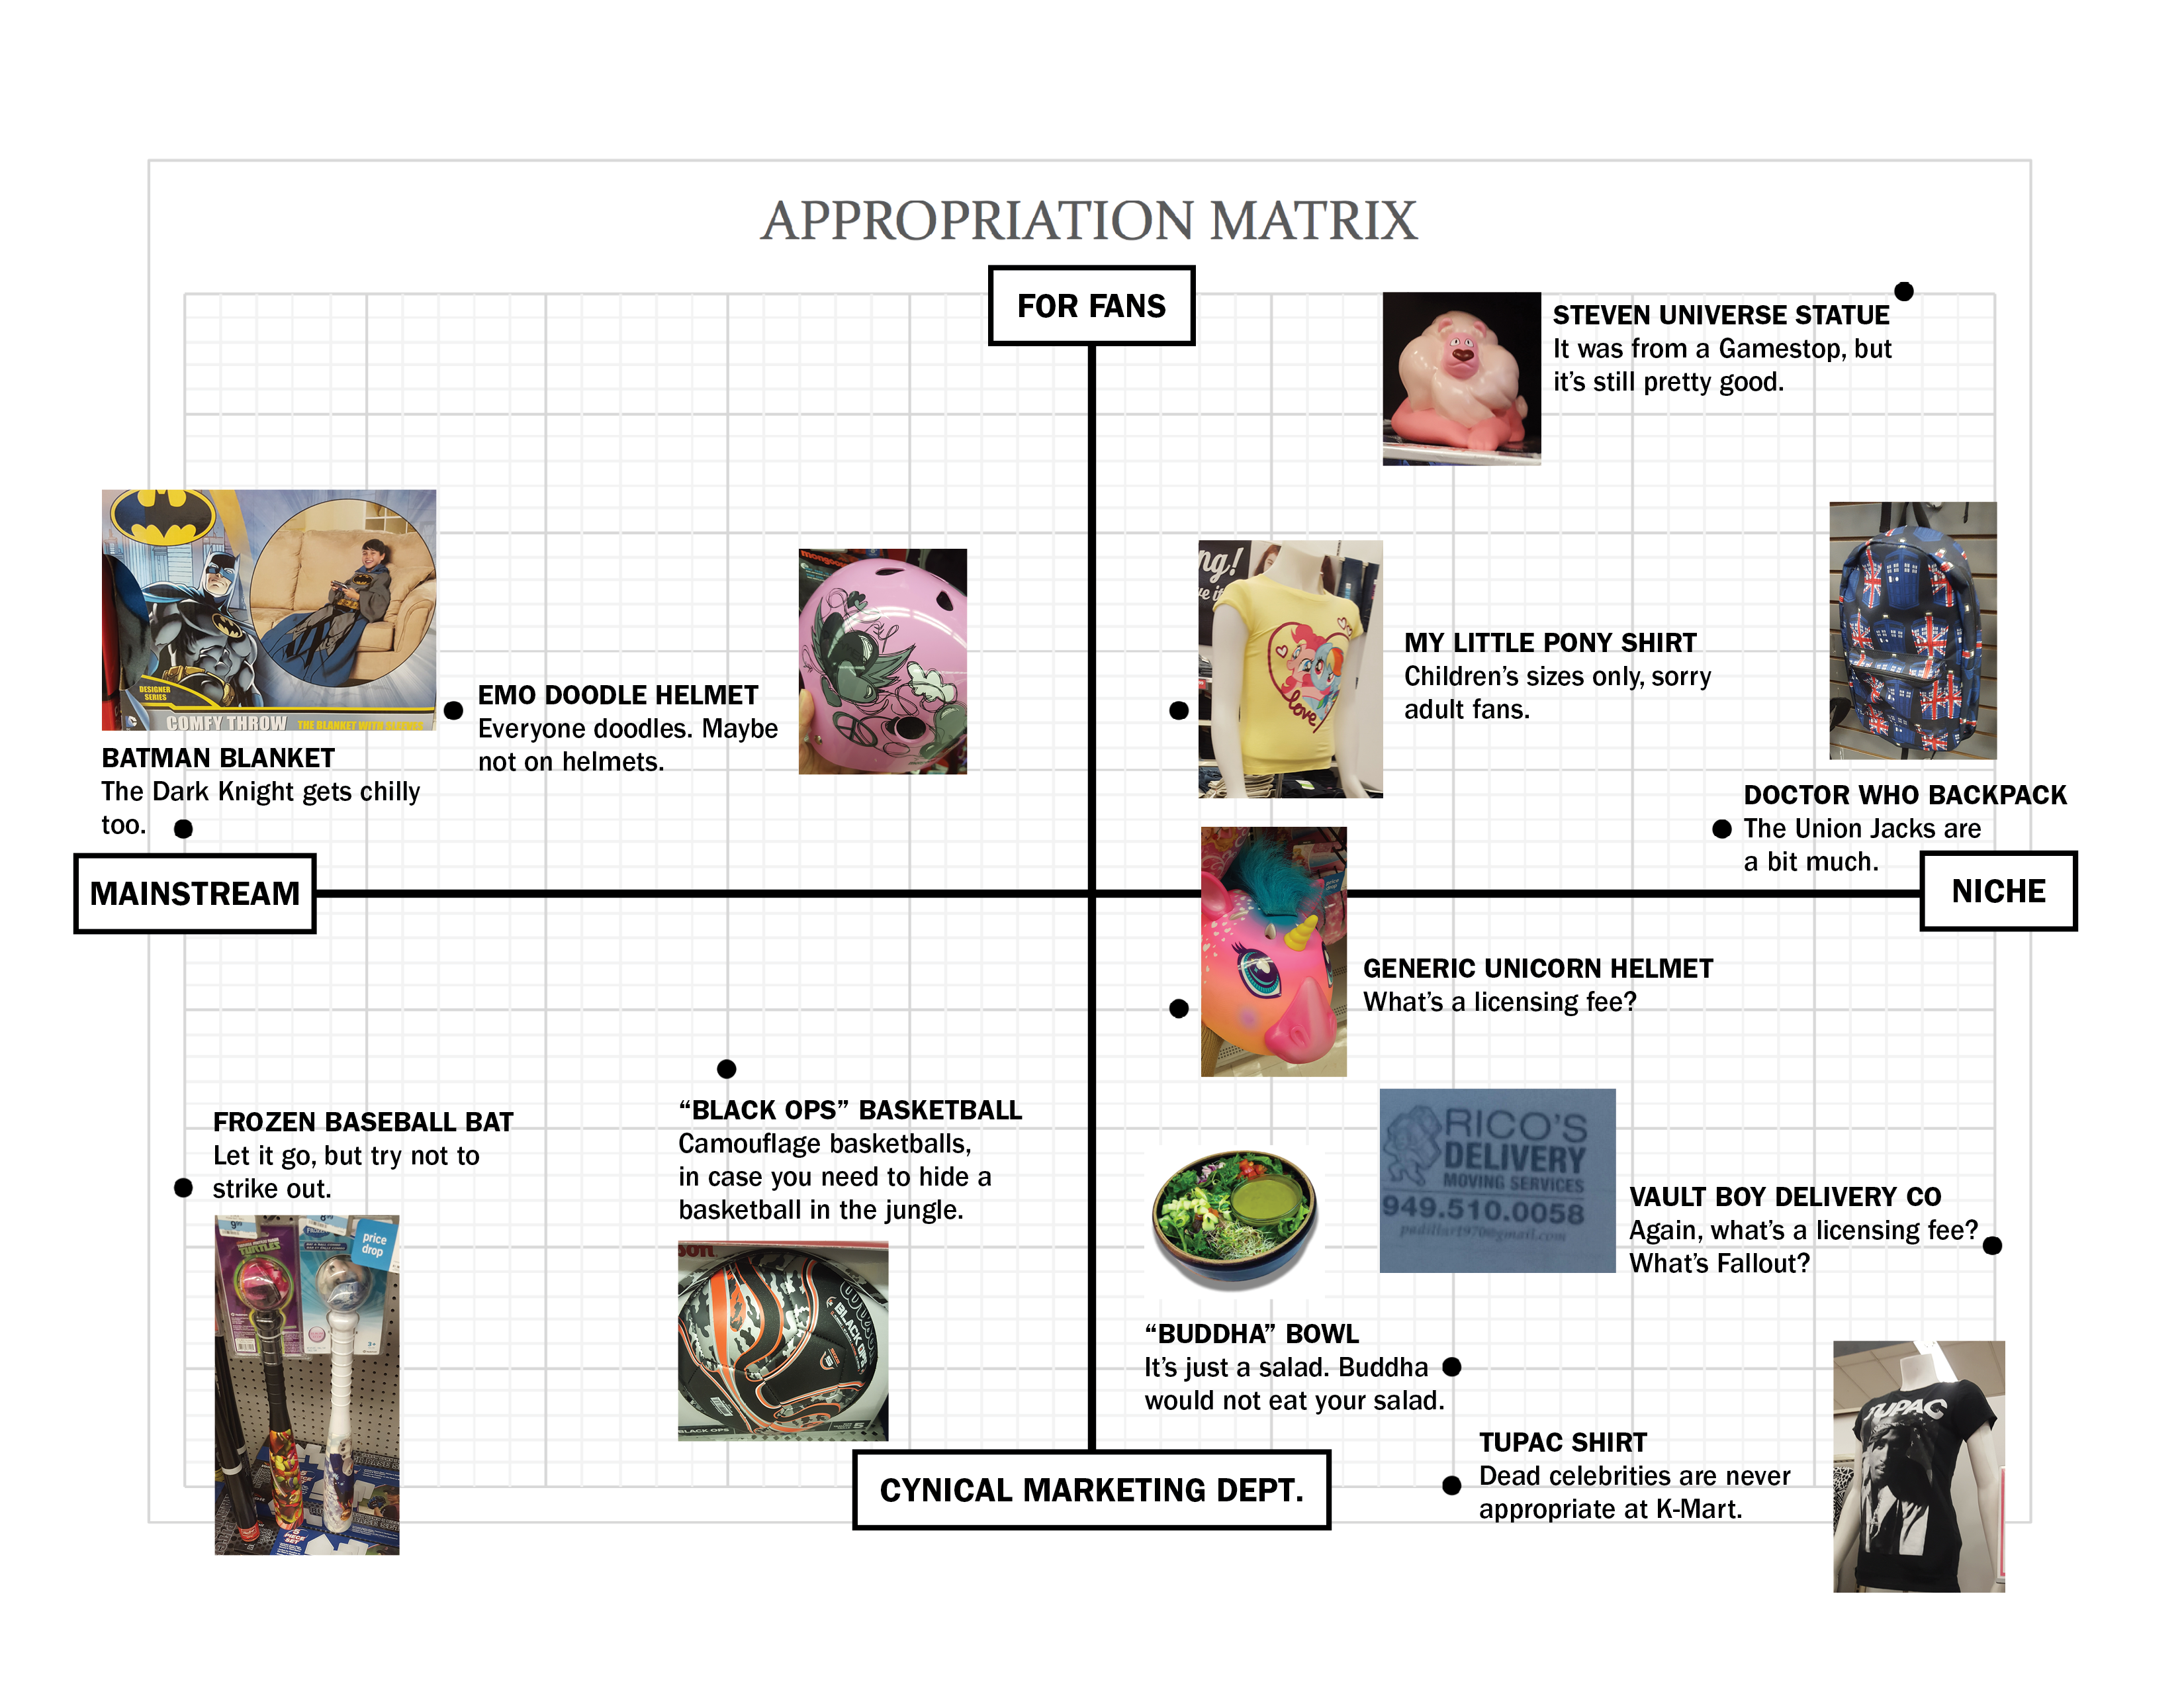 APPROPRIATION MATRIX
FOR FANS
STEVEN UNIVERSE STATUE
It was from a Gamestop, but
it’s still pretty good.
DESIGNER
SERIES
COMFY THROW THE BLANKET WITH SLEEVES
BATMAN BLANKET
The Dark Knight gets chilly
too.
EMO DOODLE HELMET
Everyone doodles. Maybe
not on helmets.
ng!
love
MY LITTLE PONY SHIRT
Children’s sizes only, sorry
adult fans.
DOCTOR WHO BACKPACK
The Union Jacks are
a bit much.
MAINSTREAM
NICHE
GENERIC UNICORN HELMET
What’s a licensing fee?
FROZEN BASEBALL BAT
Let it go, but try not to
strike out.
TURTLES
price
drop
“BLACK OPS” BASKETBALL
Camouflage basketballs,
in case you need to hide a
basketball in the jungle.
BLACK OPS
BLACK OPS
RICO'S
DELIVERY
MOVING SERVICES
949.510.0058
VAULT BOY DELIVERY CO
Again, what’s a licensing fee?
What’s Fallout?
“BUDDHA” BOWL
It’s just a salad. Buddha
would not eat your salad.
TUPAC SHIRT
Dead celebrities are never
appropriate at K-Mart.
TUPAC
CYNICAL MARKETING DEPT.